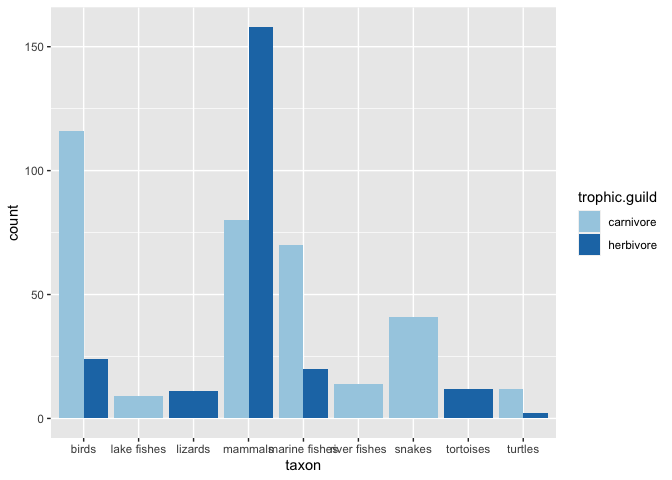 150
100
50
0
count
birds
lake fishes
lizards
mammals
marine fishes
river fishes
snakes
tortoises
turtles
taxon
trophic.guild
carnivore
herbivore